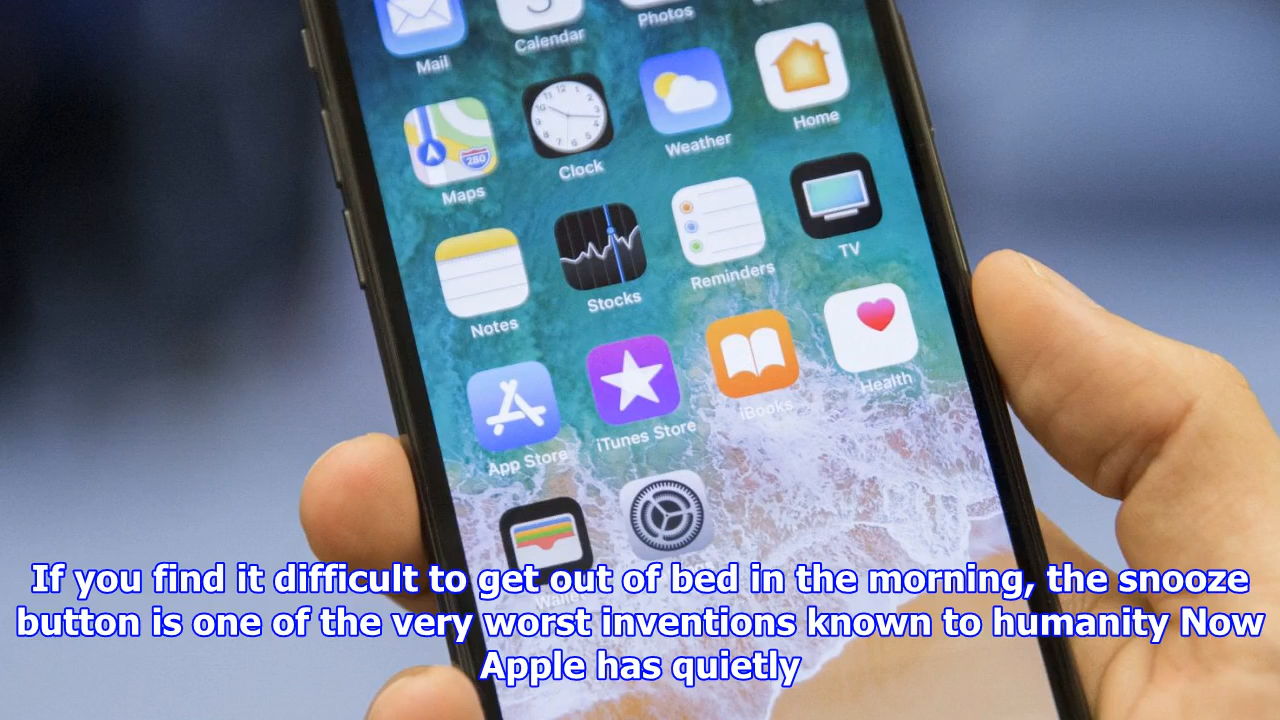 Mail
Calendar
Photos
Maps
Clock
Weather
Home
280
Notes
Stocks
Reminders
TV
App Store
iTunes Store
iBooks
Health
If you find it difficult to get out of bed in the morning, the snooze
button is one of the very worst inventions known to humanity Now
Apple has quietly